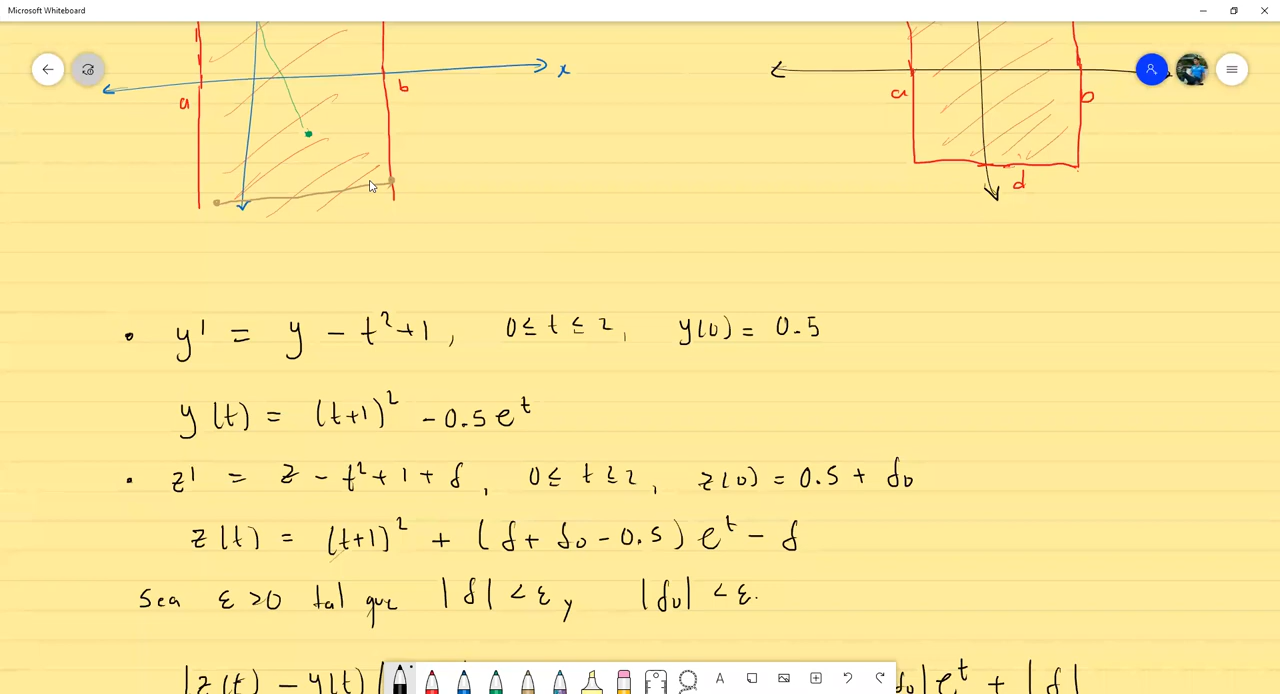 Microsoft Whiteboard
x
a
b
a
b
d
• y' = y - t² + 1, 0 ≤ t ≤ 2, y(0) = 0.5
y(t) = (t+1)² - 0.5 e^t
• z' = z - t² + 1 + δ, 0 ≤ t ≥ 2, z(0) = 0.5 + δ₀
z(t) = (t+1)² + (δ + δ₀ - 0.5) e^t - δ
Sea ε > 0 tal que |δ| < ε y |δ₀| < ε.
|z(t) - y(t)| δ₀| e^t + |δ|
A